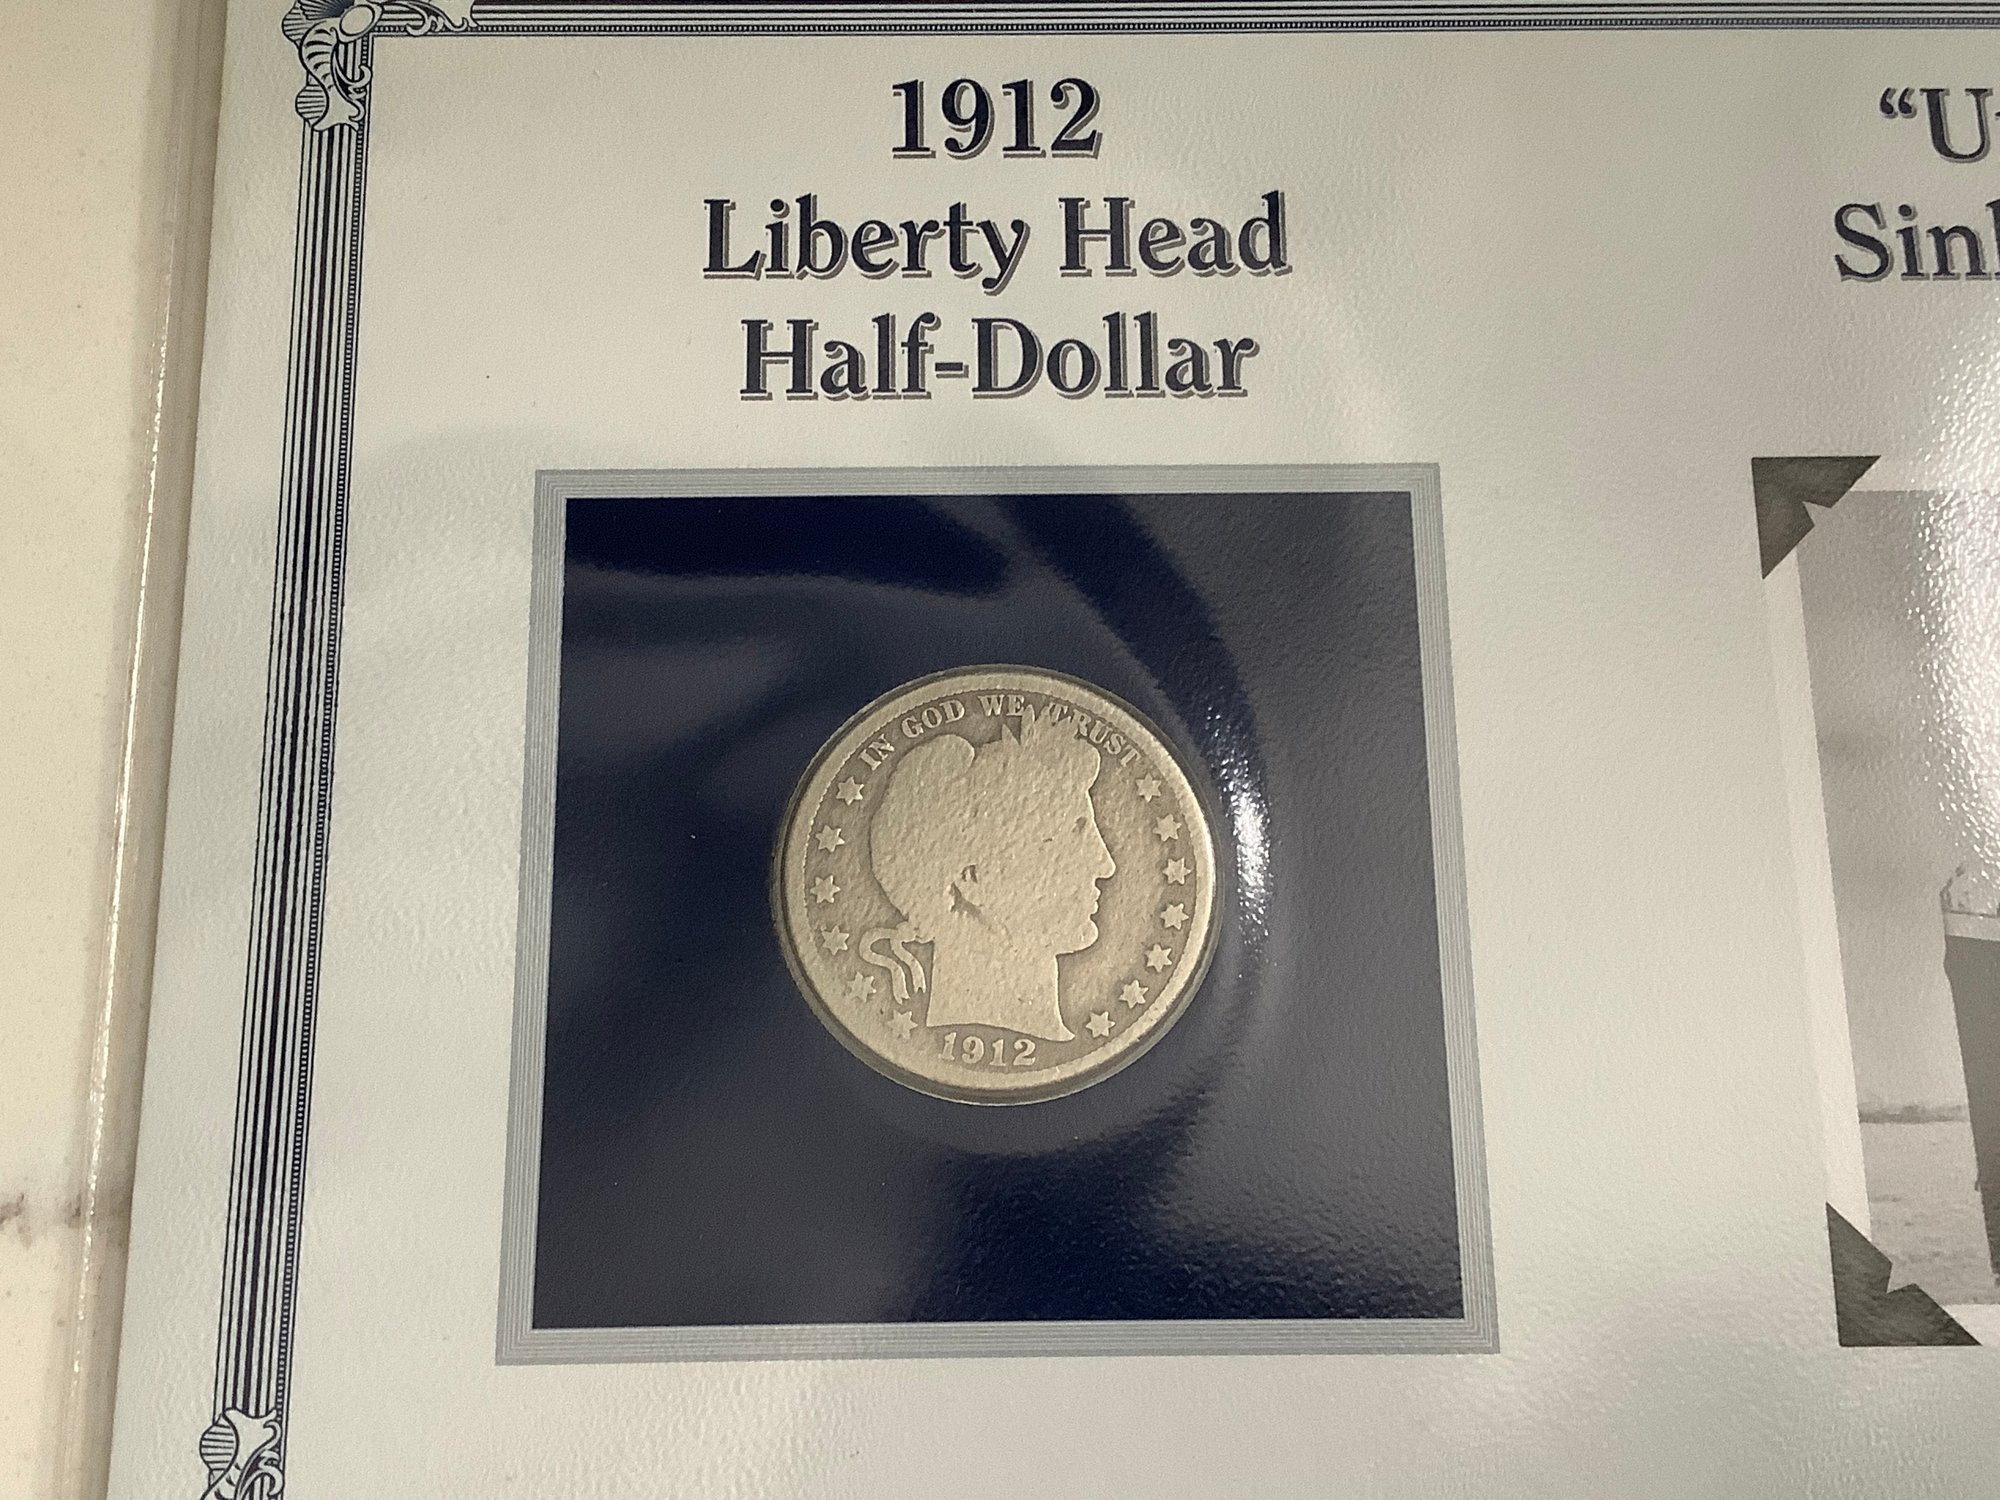 1912
Liberty Head
Half-Dollar
IN GOD WE TRUST
1912